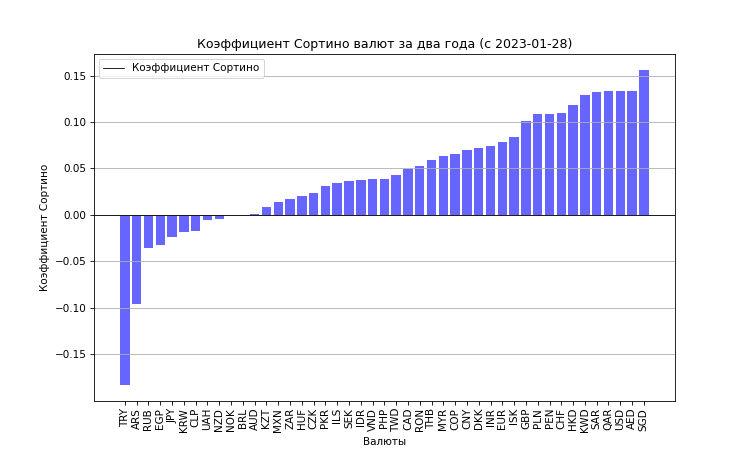 Коэффициент Сортино валют за два года (с 2023-01-28)
Коэффициент Сортино
0.15
0.10
0.05
0.00
−0.05
−0.10
−0.15
Коэффициент Сортино
TRY
ARS
RUB
EGP
JPY
KRW
CLP
UAH
NZD
NOK
BRL
AUD
KZT
MXN
ZAR
HUF
CZK
PKR
ILS
SEK
IDR
VND
PHP
TWD
CAD
RON
THB
MYR
COP
CNY
DKK
INR
EUR
ISK
GBP
PLN
PEN
CHF
HKD
KWD
SAR
QAR
USD
AED
SGD
Валюты